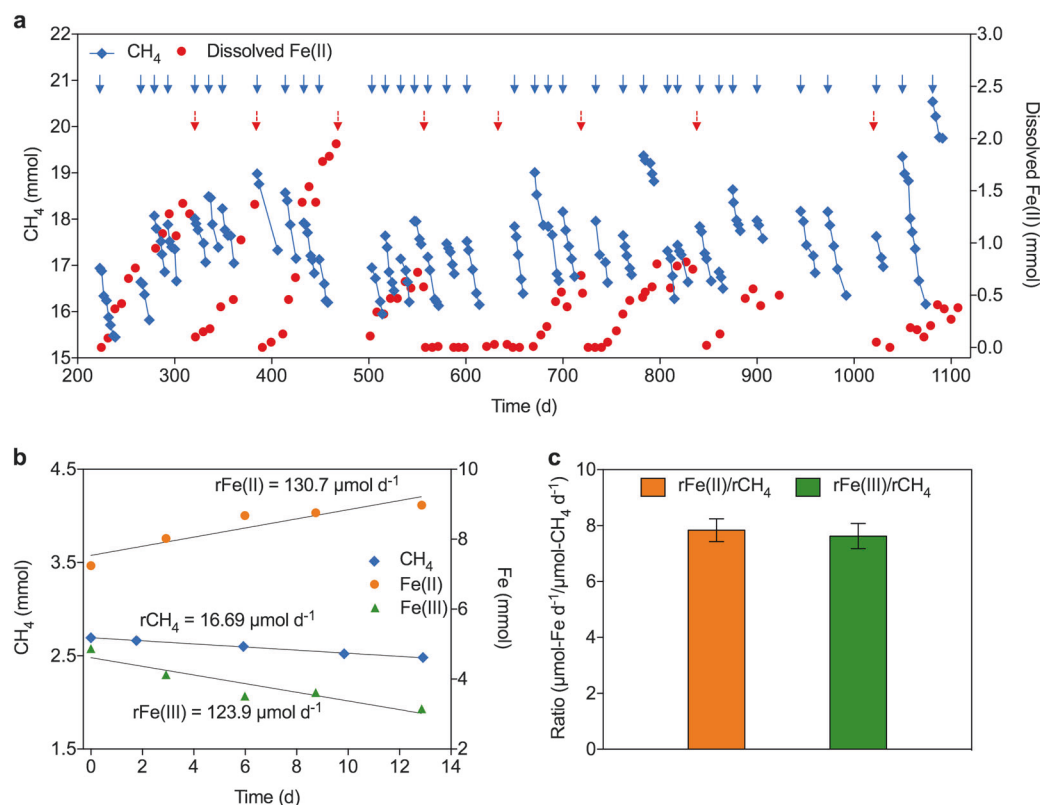 a
CH4 Dissolved Fe(II)
22
21
20
19
18
17
16
15
CH4 (mmol)
3.0
2.5
2.0
1.5
1.0
0.5
0.0
Dissolved Fe(II) (mmol)
200 300 400 500 600 700 800 900 1000 1100
Time (d)
b
4.5
3.5
2.5
1.5
CH4 (mmol)
rFe(II) = 130.7 µmol d-1
CH4
Fe(II)
Fe(III)
rCH4 = 16.69 µmol d-1
rFe(III) = 123.9 µmol d-1
10
8
6
4
2
Fe (mmol)
0 2 4 6 8 10 12 14
Time (d)
c
10
8
6
4
2
0
Ratio (µmol-Fe d-1/µmol-CH4 d-1)
rFe(II)/rCH4 rFe(III)/rCH4